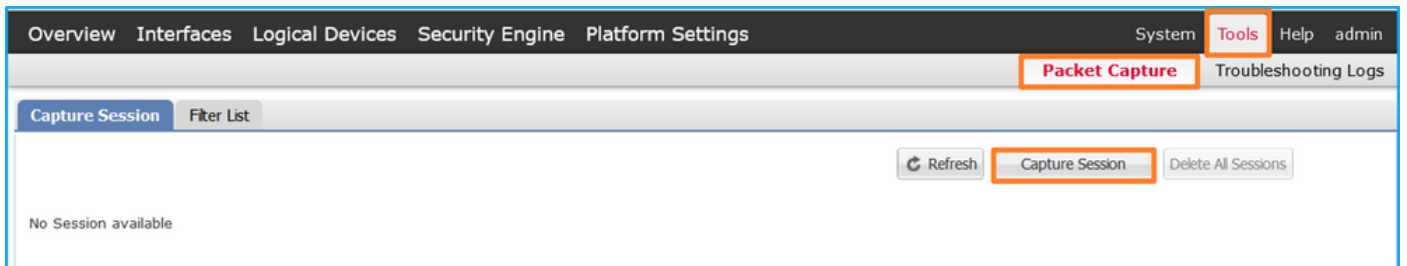 Overview Interfaces Logical Devices Security Engine Platform Settings System Tools Help admin
Packet Capture Troubleshooting Logs
Capture Session Filter List
Refresh Capture Session Delete All Sessions
No Session available